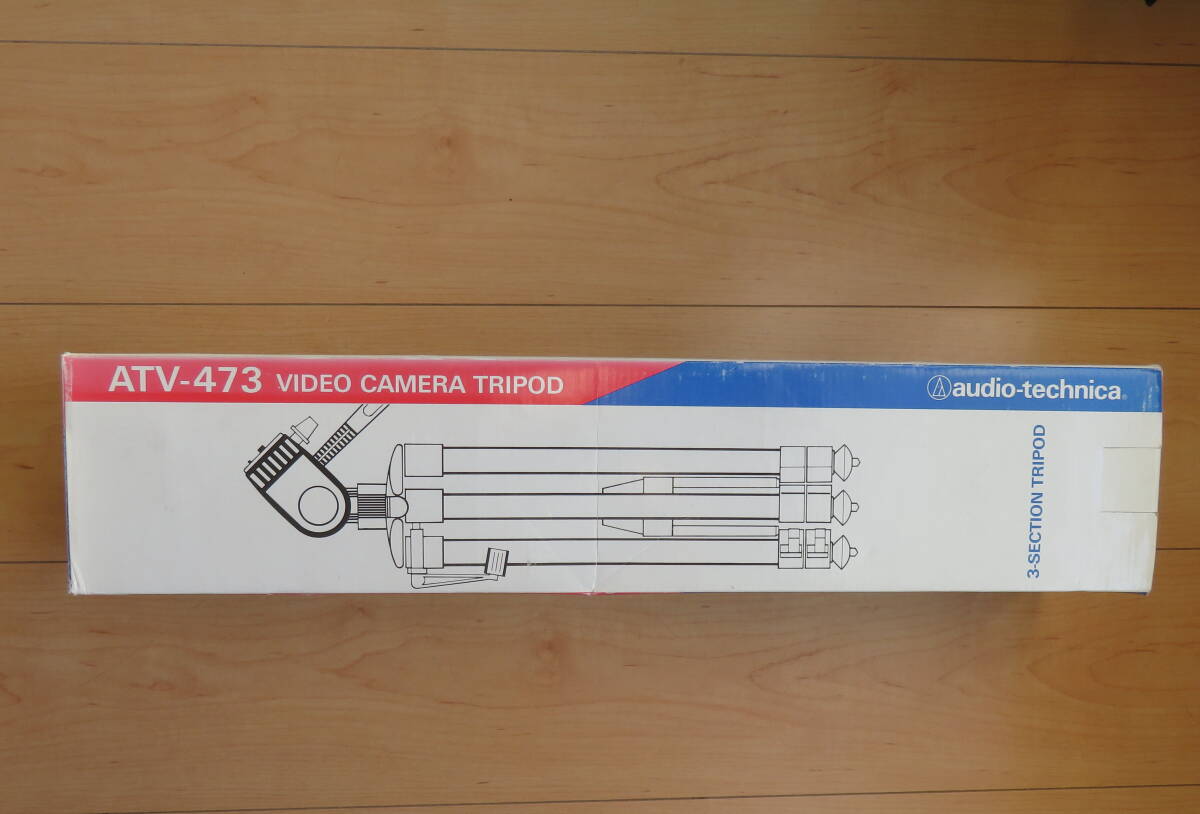 ATV-473 VIDEO CAMERA TRIPOD
audio-technica®
3-SECTION TRIPOD